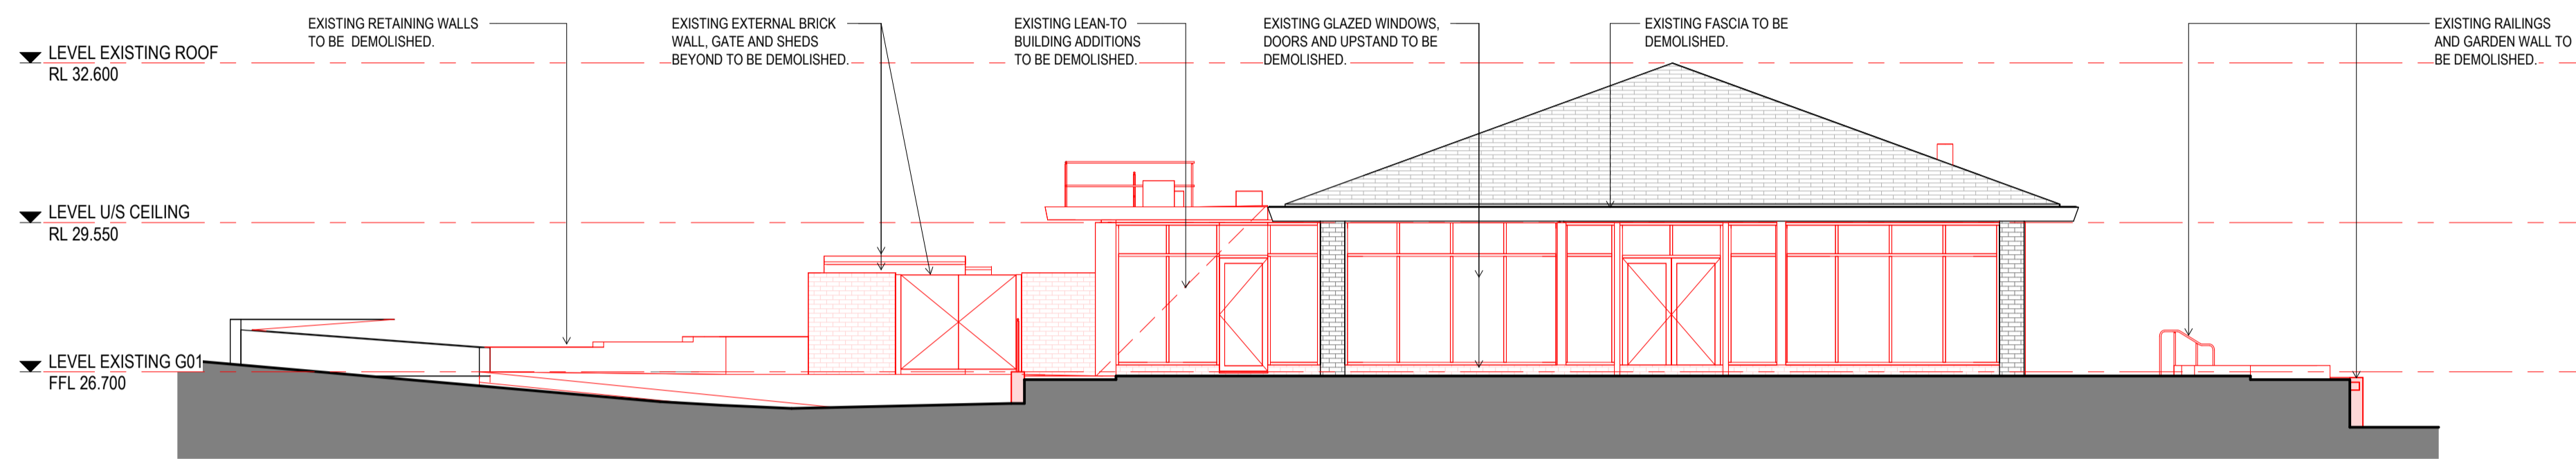 EXISTING RETAINING WALLS
TO BE DEMOLISHED.
EXISTING EXTERNAL BRICK
WALL, GATE AND SHEDS
BEYOND TO BE DEMOLISHED.
EXISTING LEAN-TO
BUILDING ADDITIONS
TO BE DEMOLISHED.
EXISTING GLAZED WINDOWS,
DOORS AND UPSTAND TO BE
DEMOLISHED.
EXISTING FASCIA TO BE
DEMOLISHED.
EXISTING RAILINGS
AND GARDEN WALL TO
BE DEMOLISHED.
LEVEL EXISTING ROOF
RL 32.600
LEVEL U/S CEILING
RL 29.550
LEVEL EXISTING G01
FFL 26.700